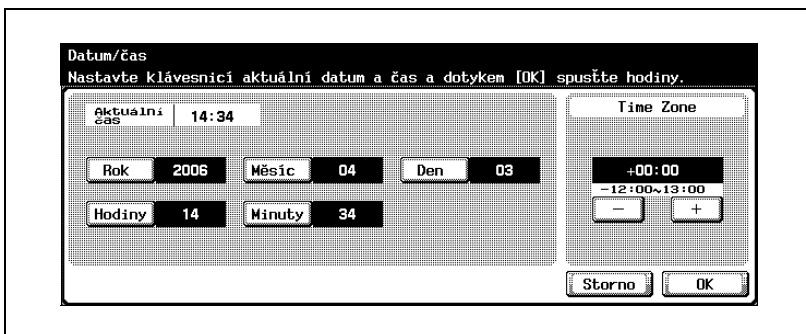 Datum/čas
Nastavte klávesnicí aktuální datum a čas a dotykem [OK] spusťte hodiny.
Aktuální čas 14:34
Time Zone
Rok 2006 Měsíc 04 Den 03
+00:00
-12:00~13:00
Hodiny 14 Minuty 34
- +
Storno OK